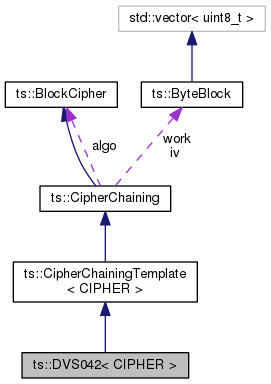 std::vector< uint8_t >
ts::BlockCipher
ts::ByteBlock
algo
work
iv
ts::CipherChaining
ts::CipherChainingTemplate
< CIPHER >
ts::DVS042< CIPHER >